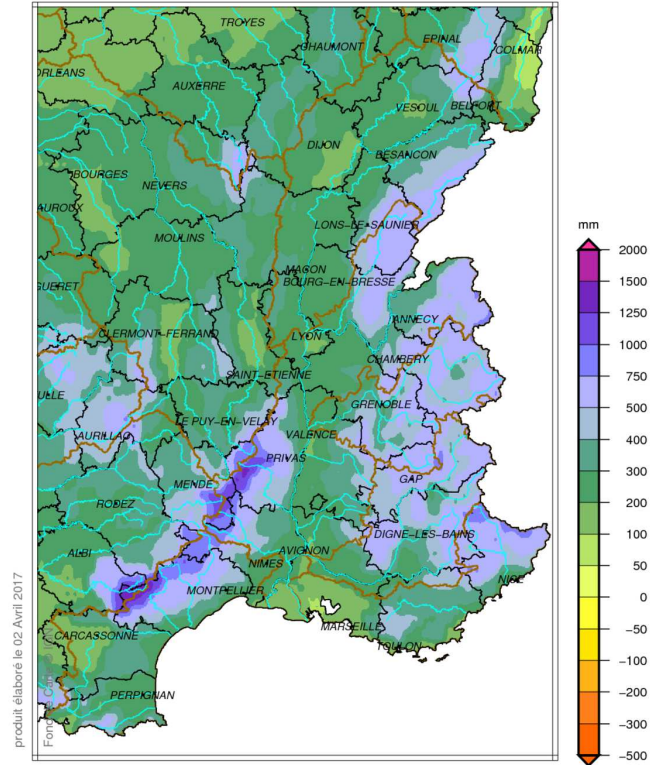 TROYES
CHAUMONT
EPINAL
COLMAR
ORLEANS
AUXERRE
VESOUL
BELFORT
DIJON
BESANCON
BOURGES
NEVERS
AUROUX
LONS-LE-SAUNIER
MOULINS
MACON
BOURG-EN-BRESSE
GUERET
ANNECY
CLERMONT-FERRAND
LYON
CHAMBERY
SAINT-ETIENNE
ULLE
GRENOBLE
LE PUY-EN-VELAY
AURILLAC
VALENCE
PRIVAS
MENDE
GAP
RODEZ
DIGNE-LES-BAINS
ALBI
AVIGNON
NIMES
NICE
MONTPELLIER
MARSEILLE
CARCASSONNE
TOULON
PERPIGNAN
mm
2000
1500
1250
1000
750
500
400
300
200
100
50
0
-50
-100
-200
-300
-500
produit élaboré le 02 Avril 2017